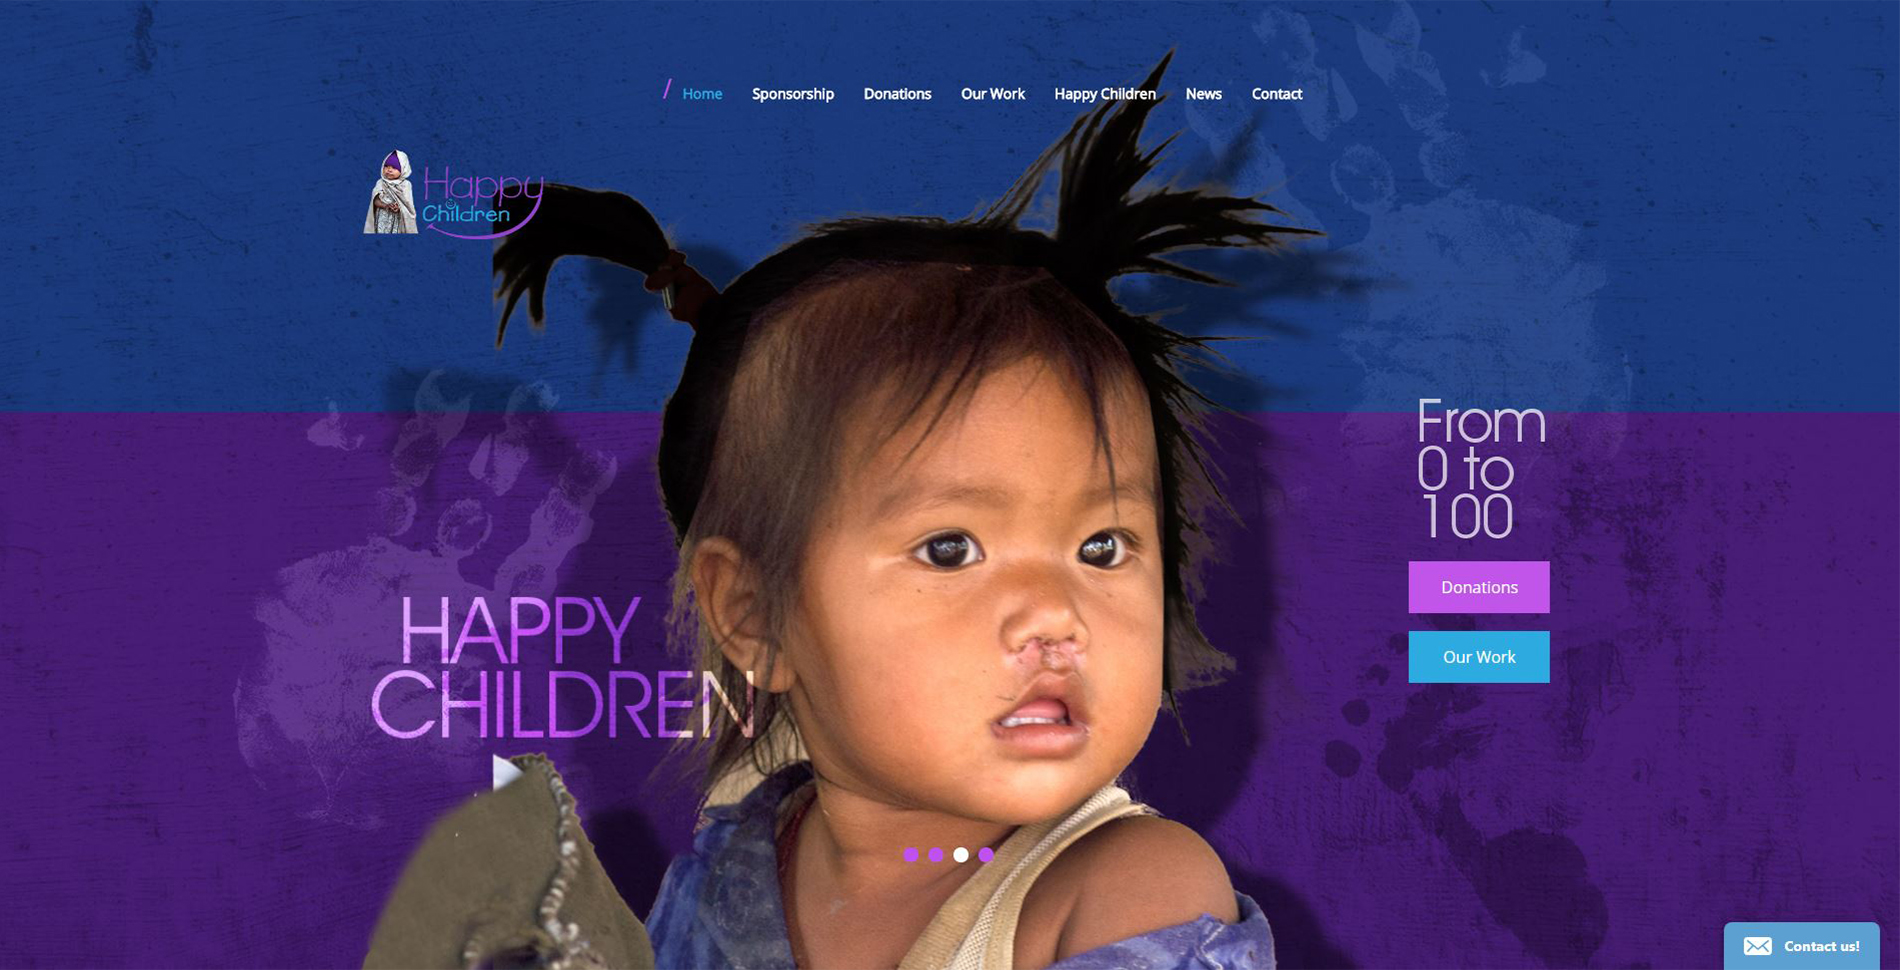 Home Sponsorship Donations Our Work Happy Children News Contact
Happy
Children
From
0 to
100
Donations
HAPPY
CHILDREN
Our Work
Contact us!